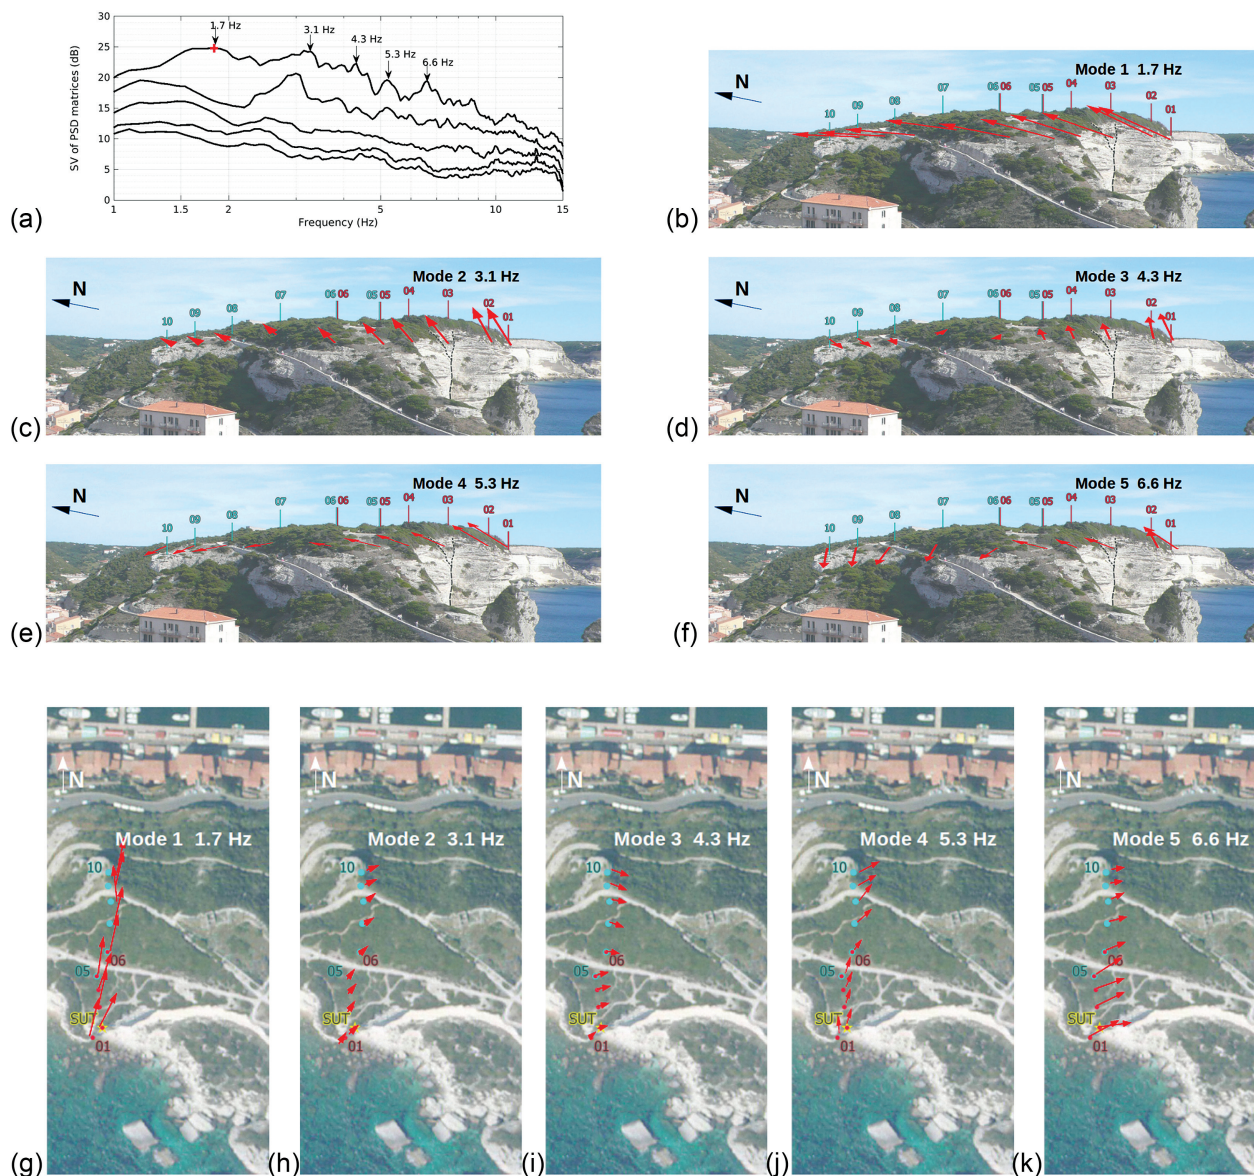 30
25
20
15
10
5
0
SV of PSD matrices (dB)
1.7 Hz
3.1 Hz
4.3 Hz
5.3 Hz
6.6 Hz
1
1.5
2
5
10
15
Frequency (Hz)
(a)
Mode 1 1.7 Hz
N
10
09
08
07
06
06
05
05
04
03
02
01
(b)
Mode 2 3.1 Hz
N
10
09
08
07
06
06
05
05
04
03
02
01
(c)
Mode 3 4.3 Hz
N
10
09
08
07
06
06
05
05
04
03
02
01
(d)
Mode 4 5.3 Hz
N
10
09
08
07
06
06
05
05
04
03
02
01
(e)
Mode 5 6.6 Hz
N
10
09
08
07
06
06
05
05
04
03
02
01
(f)
N
Mode 1 1.7 Hz
10
06
05
SUT
01
(g)
N
Mode 2 3.1 Hz
10
06
05
SUT
01
(h)
N
Mode 3 4.3 Hz
10
06
05
SUT
01
(i)
N
Mode 4 5.3 Hz
10
06
05
SUT
01
(j)
N
Mode 5 6.6 Hz
10
06
05
SUT
01
(k)